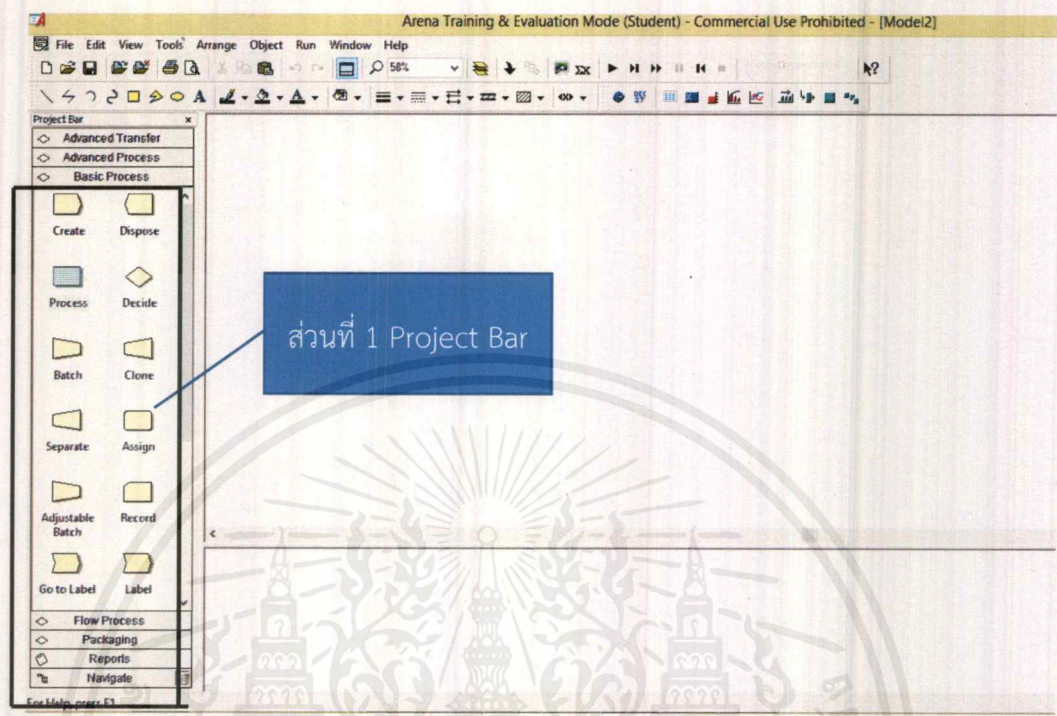 Arena Training & Evaluation Mode (Student) - Commercial Use Prohibited - [Model2]
File Edit View Tools Arrange Object Run Window Help
58%
Project Bar
Advanced Transfer
Advanced Process
Basic Process
Create Dispose
Process Decide
Batch Clone
Separate Assign
Adjustable Batch Record
Go to Label Label
Flow Process
Packaging
Reports
Navigate
For Help, press F1
ส่วนที่ 1 Project Bar